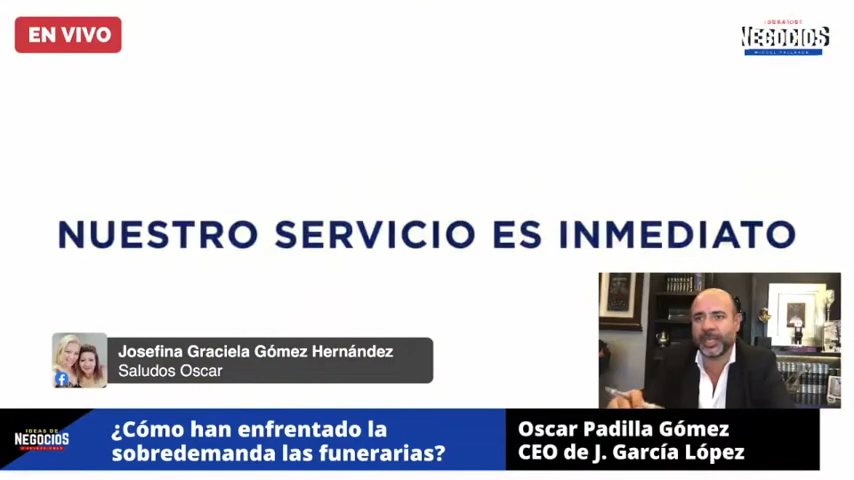 EN VIVO
NEGOCIOS
NUESTRO SERVICIO ES INMEDIATO
Josefina Graciela Gómez Hernández
Saludos Oscar
IDEAS DE
NEGOCIOS
¿Cómo han enfrentado la
sobredemanda las funerarias?
Oscar Padilla Gómez
CEO de J. García López